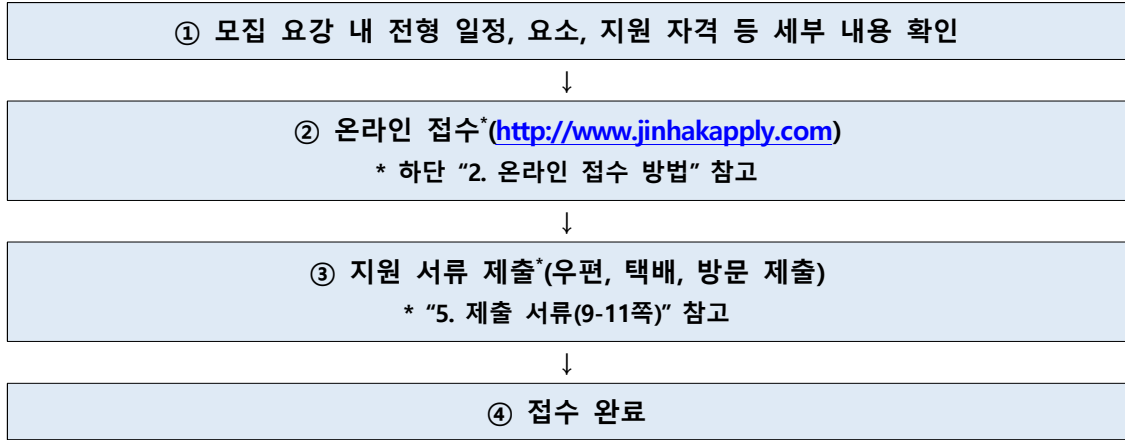 ① 모집 요강 내 전형 일정, 요소, 지원 자격 등 세부 내용 확인
↓
② 온라인 접수*(http://www.jinhakapply.com)
* 하단 “2. 온라인 접수 방법” 참고
↓
③ 지원 서류 제출*(우편, 택배, 방문 제출)
* “5. 제출 서류(9-11쪽)” 참고
↓
④ 접수 완료